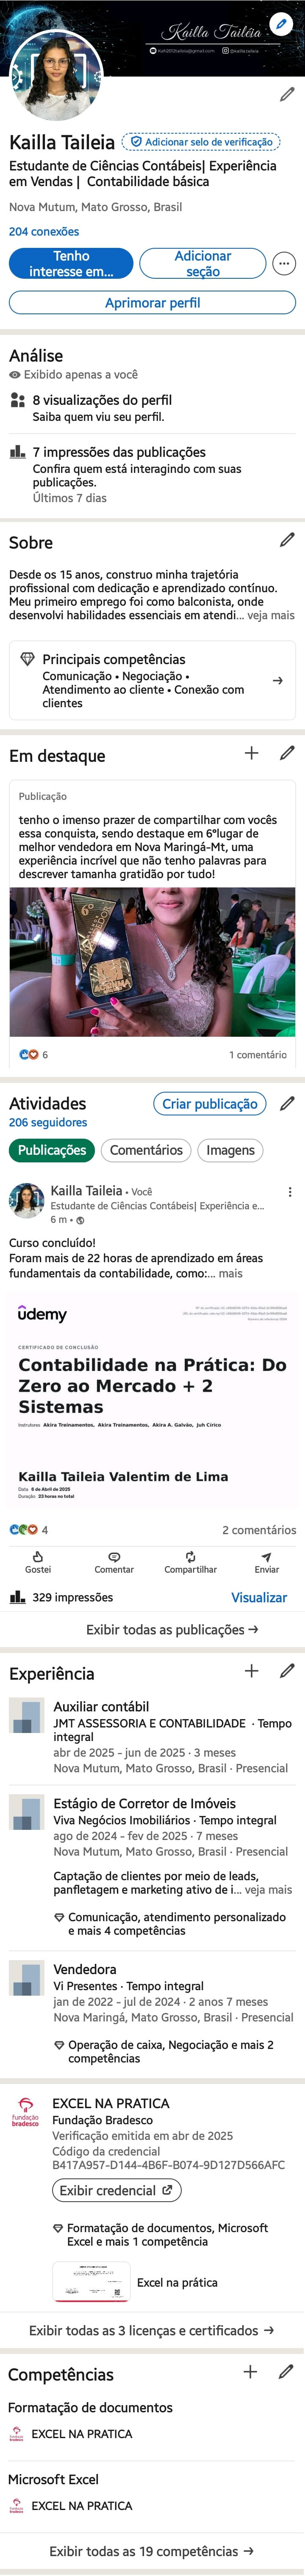 Kailla Tailéia
Kailla Taileia
Adicionar selo de verificação
Estudante de Ciências Contábeis| Experiência
em Vendas | Contabilidade básica
Nova Mutum, Mato Grosso, Brasil
204 conexões
Tenho
interesse em...
Adicionar
seção
Aprimorar perfil
Análise
Exibido apenas a você
8 visualizações do perfil
Saiba quem viu seu perfil.
7 impressões das publicações
Confira quem está interagindo com suas
publicações.
Últimos 7 dias
Sobre
Desde os 15 anos, construo minha trajetória
profissional com dedicação e aprendizado contínuo.
Meu primeiro emprego foi como balconista, onde
desenvolvi habilidades essenciais em atendi... veja mais
Principais competências
Comunicação • Negociação •
Atendimento ao cliente • Conexão com
clientes
Em destaque
Publicação
tenho o imenso prazer de compartilhar com vocês
essa conquista, sendo destaque em 6°lugar de
melhor vendedora em Nova Maringá-Mt, uma
experiência incrível que não tenho palavras para
descrever tamanha gratidão por tudo!
6
1 comentário
Atividades
Criar publicação
206 seguidores
Publicações
Comentários
Imagens
Kailla Taileia • Você
Estudante de Ciências Contábeis| Experiência e...
6 m •
Curso concluído!
Foram mais de 22 horas de aprendizado em áreas
fundamentais da contabilidade, como:... mais
ûdemy
CERTIFICADO DE CONCLUSÃO
Contabilidade na Prática: Do
Zero ao Mercado + 2
Sistemas
Instrutores Akira Treinamentos, Akira Treinamentos, Akira A. Galvão, Juh Círico
Kailla Taileia Valentim de Lima
Data 6 de Abril de 2025
Duração 23 horas no total
4
2 comentários
Gostei
Comentar
Compartilhar
Enviar
329 impressões
Visualizar
Exibir todas as publicações →
Experiência
Auxiliar contábil
JMT ASSESSORIA E CONTABILIDADE · Tempo
integral
abr de 2025 - jun de 2025 · 3 meses
Nova Mutum, Mato Grosso, Brasil · Presencial
Estágio de Corretor de Imóveis
Viva Negócios Imobiliários · Tempo integral
ago de 2024 - fev de 2025 · 7 meses
Nova Mutum, Mato Grosso, Brasil · Presencial
Captação de clientes por meio de leads,
panfletagem e marketing ativo de i... veja mais
Comunicação, atendimento personalizado
e mais 4 competências
Vendedora
Vi Presentes · Tempo integral
jan de 2022 - jul de 2024 · 2 anos 7 meses
Nova Maringá, Mato Grosso, Brasil · Presencial
Operação de caixa, Negociação e mais 2
competências
fundação
bradesco
EXCEL NA PRATICA
Fundação Bradesco
Verificação emitida em abr de 2025
Código da credencial
B417A957-D144-4B6F-B074-9D127D566AFC
Exibir credencial
Formatação de documentos, Microsoft
Excel e mais 1 competência
Excel na prática
Exibir todas as 3 licenças e certificados →
Competências
Formatação de documentos
EXCEL NA PRATICA
Microsoft Excel
EXCEL NA PRATICA
Exibir todas as 19 competências →